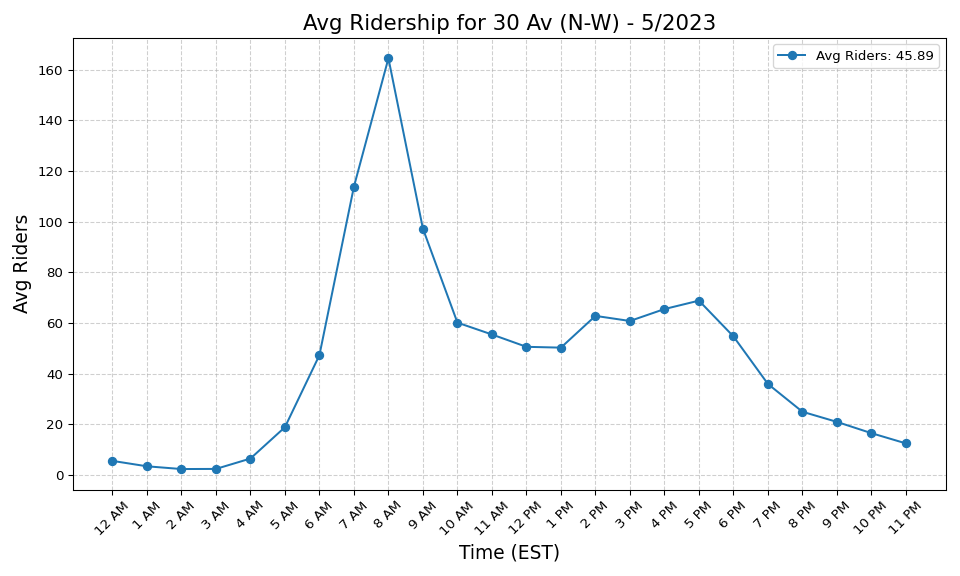 Avg Ridership for 30 Av (N-W) - 5/2023
Avg Riders: 45.89
Avg Riders
160
140
120
100
80
60
40
20
0
12 AM
1 AM
2 AM
3 AM
4 AM
5 AM
6 AM
7 AM
8 AM
9 AM
10 AM
11 AM
12 PM
1 PM
2 PM
3 PM
4 PM
5 PM
6 PM
7 PM
8 PM
9 PM
10 PM
11 PM
Time (EST)